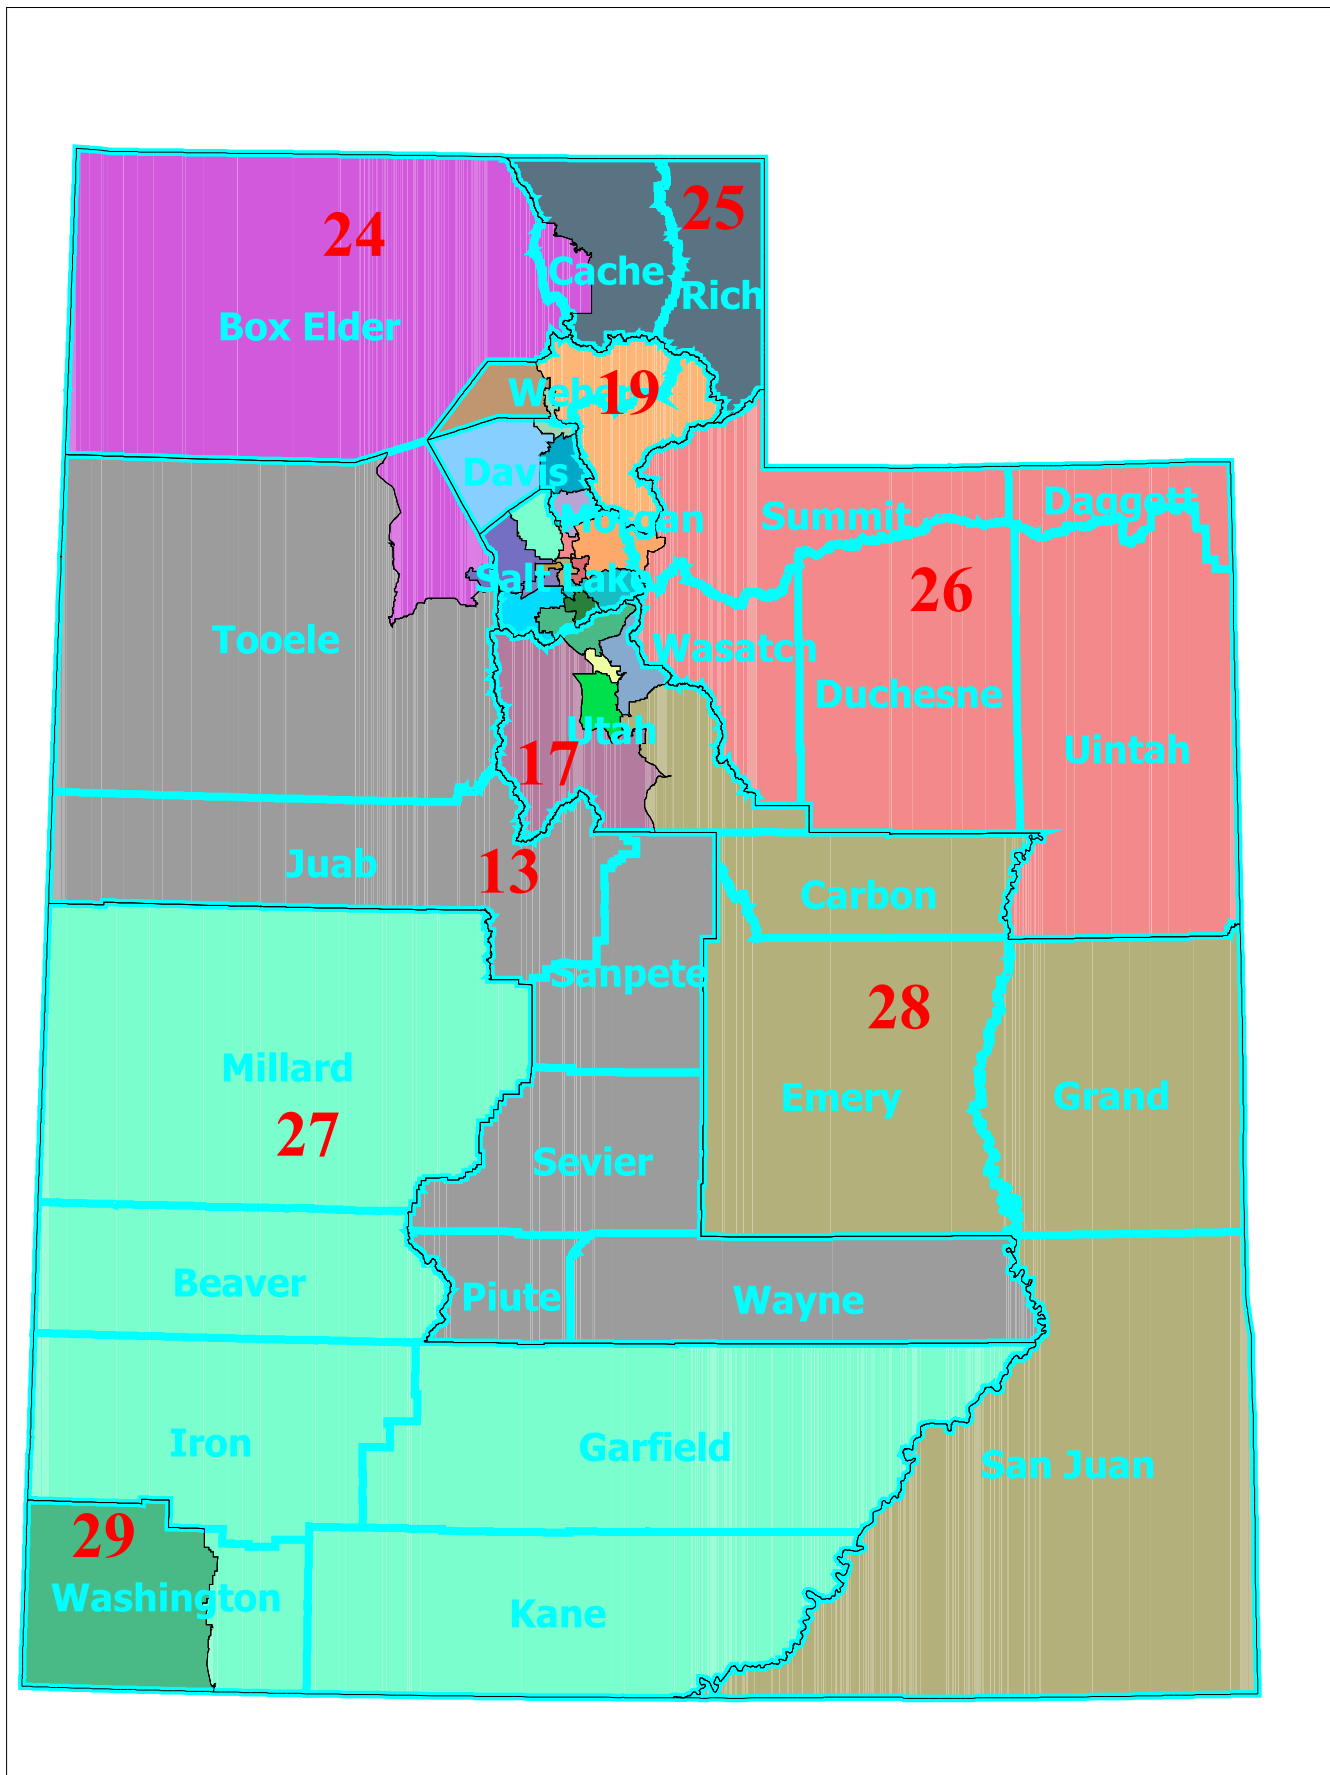 25
24
Cache
Rich
Box Elder
19
Weber
Davis
Daggett
Morgan
Summit
Salt Lake
26
Tooele
Wasatch
Duchesne
Utah
Uintah
17
Juab
13
Carbon
Sanpete
28
Millard
Emery
Grand
27
Sevier
Beaver
Piute
Wayne
Iron
Garfield
San Juan
29
Washington
Kane